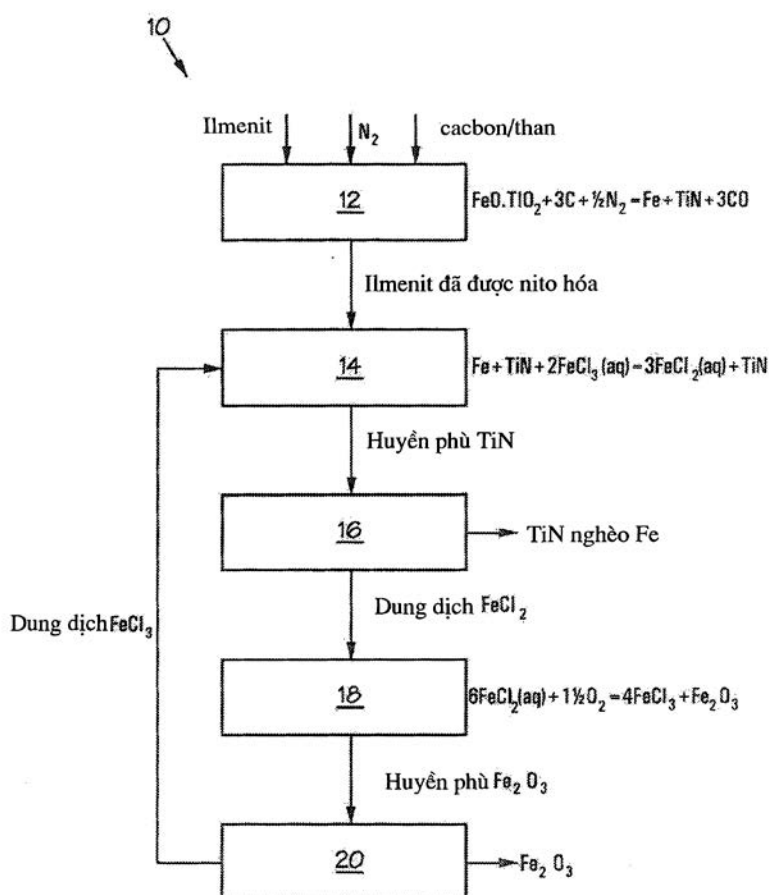 10
Ilmenit
N₂
cacbon/than
12
FeO.TIO₂+3C+½N₂=Fe+TiN+3CO
Ilmenit đã được nito hóa
14
Fe+TiN+2FeCl₃(aq)=3FeCl₂(aq)+TiN
Huyền phù TiN
16
TiN nghèo Fe
Dung dịch FeCl₂
Dung dịch FeCl₃
18
6FeCl₂(aq)+1½O₂=4FeCl₃+Fe₂O₃
Huyền phù Fe₂O₃
20
Fe₂O₃